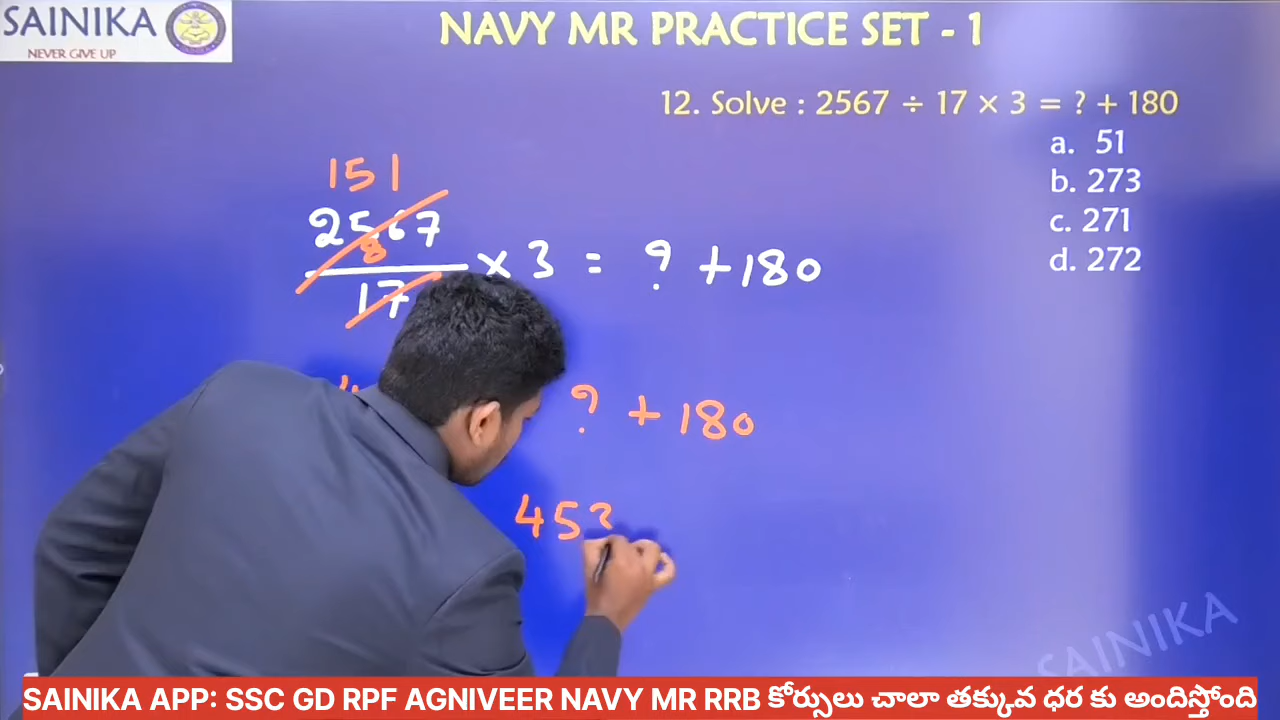 SAINIKA
NEVER GIVE UP
NAVY MR PRACTICE SET - 1
12. Solve : 2567 ÷ 17 × 3 = ? + 180
a. 51
b. 273
c. 271
d. 272
151
2567
8
17
× 3 = ? +180
? + 180
453
SAINIKA
SAINIKA APP: SSC GD RPF AGNIVEER NAVY MR RRB కోర్సులు చాలా తక్కువ ధర కు అందిస్తోంది